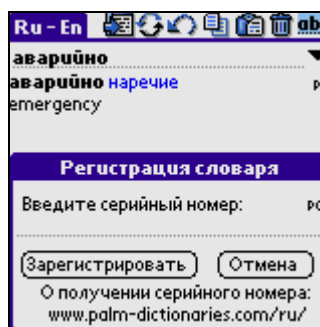 Ru - En
аварийно
аварийно наречие
emergency
Регистрация словаря
Введите серийный номер:
Зарегистрировать
Отмена
О получении серийного номера:
www.palm-dictionaries.com/ru/